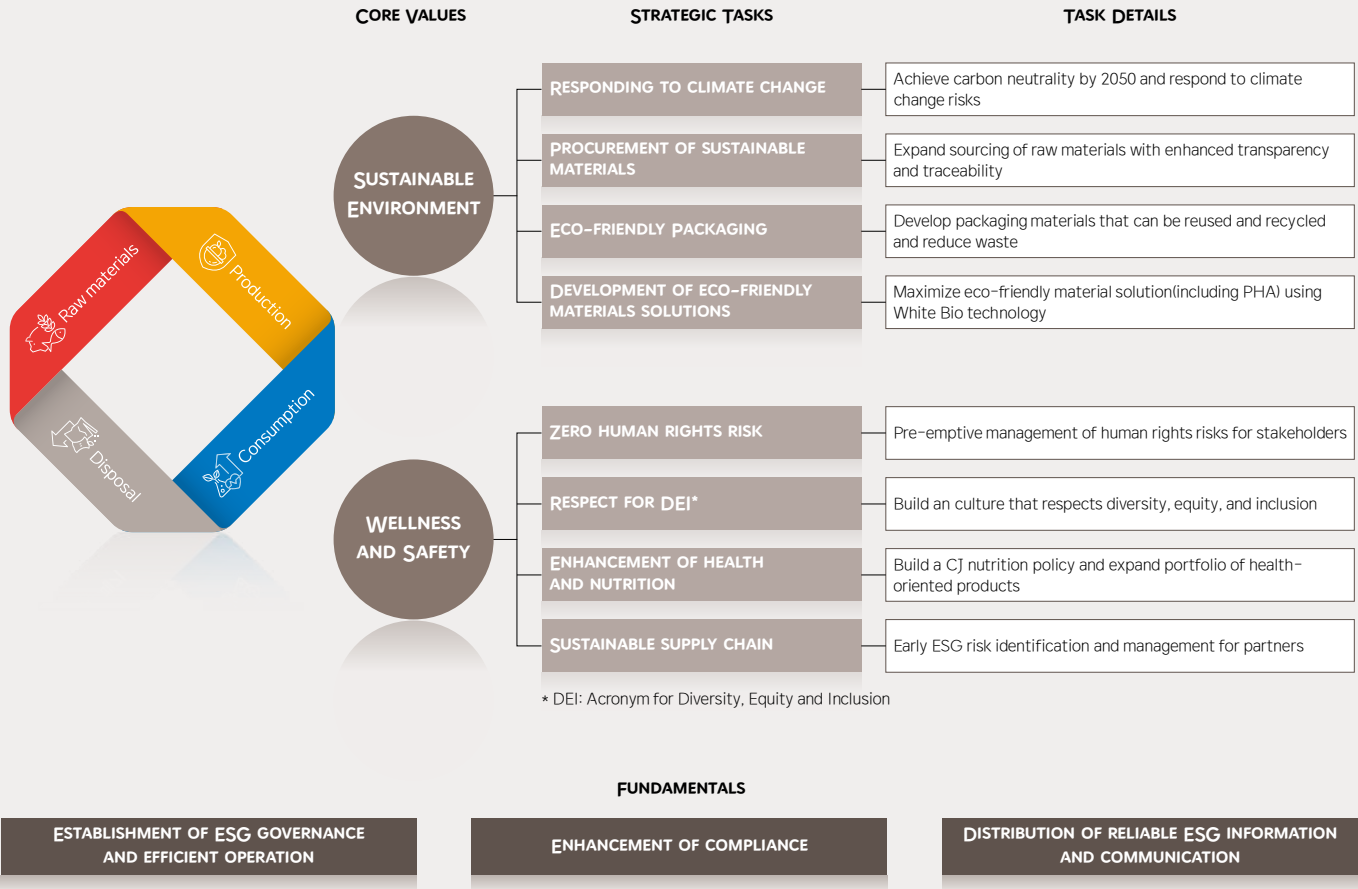 CORE VALUES
STRATEGIC TASKS
TASK DETAILS
Raw materials
Production
Consumption
Disposal
SUSTAINABLE
ENVIRONMENT
RESPONDING TO CLIMATE CHANGE
Achieve carbon neutrality by 2050 and respond to climate
change risks
PROCUREMENT OF SUSTAINABLE
MATERIALS
Expand sourcing of raw materials with enhanced transparency
and traceability
ECO-FRIENDLY PACKAGING
Develop packaging materials that can be reused and recycled
and reduce waste
DEVELOPMENT OF ECO-FRIENDLY
MATERIALS SOLUTIONS
Maximize eco-friendly material solution(including PHA) using
White Bio technology
WELLNESS
AND SAFETY
ZERO HUMAN RIGHTS RISK
Pre-emptive management of human rights risks for stakeholders
RESPECT FOR DEI*
Build an culture that respects diversity, equity, and inclusion
ENHANCEMENT OF HEALTH
AND NUTRITION
Build a CJ nutrition policy and expand portfolio of health-
oriented products
SUSTAINABLE SUPPLY CHAIN
Early ESG risk identification and management for partners
* DEI: Acronym for Diversity, Equity and Inclusion
FUNDAMENTALS
ESTABLISHMENT OF ESG GOVERNANCE
AND EFFICIENT OPERATION
ENHANCEMENT OF COMPLIANCE
DISTRIBUTION OF RELIABLE ESG INFORMATION
AND COMMUNICATION